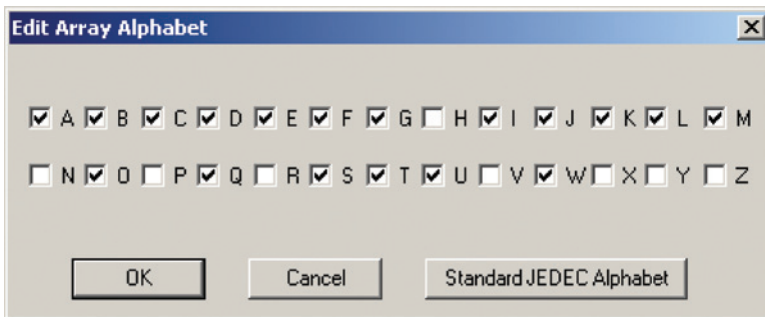 Edit Array Alphabet
A B C D E F G H I J K L M
N O P Q R S T U V W X Y Z
OK Cancel Standard JEDEC Alphabet